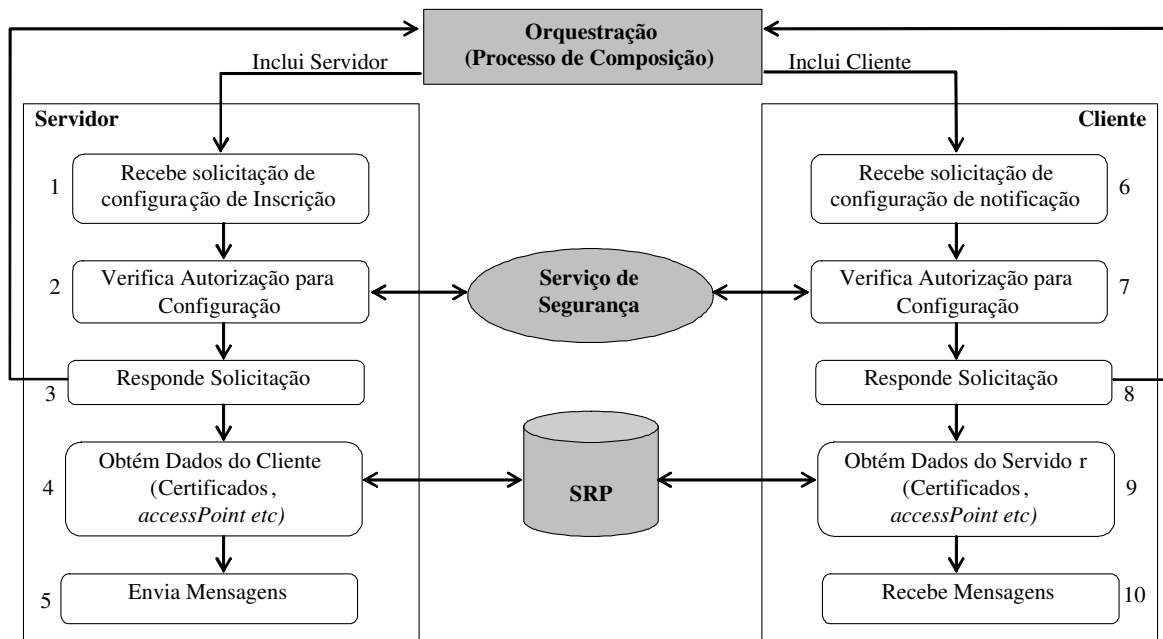 Orquestração
(Processo de Composição)
Inclui Servidor
Inclui Cliente
Servidor
1
Recebe solicitação de
configuração de Inscrição
2
Verifica Autorização para
Configuração
3
Responde Solicitação
4
Obtém Dados do Cliente
(Certificados,
accessPoint etc)
5
Envia Mensagens
Serviço de
Segurança
SRP
Cliente
Recebe solicitação de
configuração de notificação
6
Verifica Autorização para
Configuração
7
Responde Solicitação
8
Obtém Dados do Servido r
(Certificados,
accessPoint etc)
9
Recebe Mensagens
10